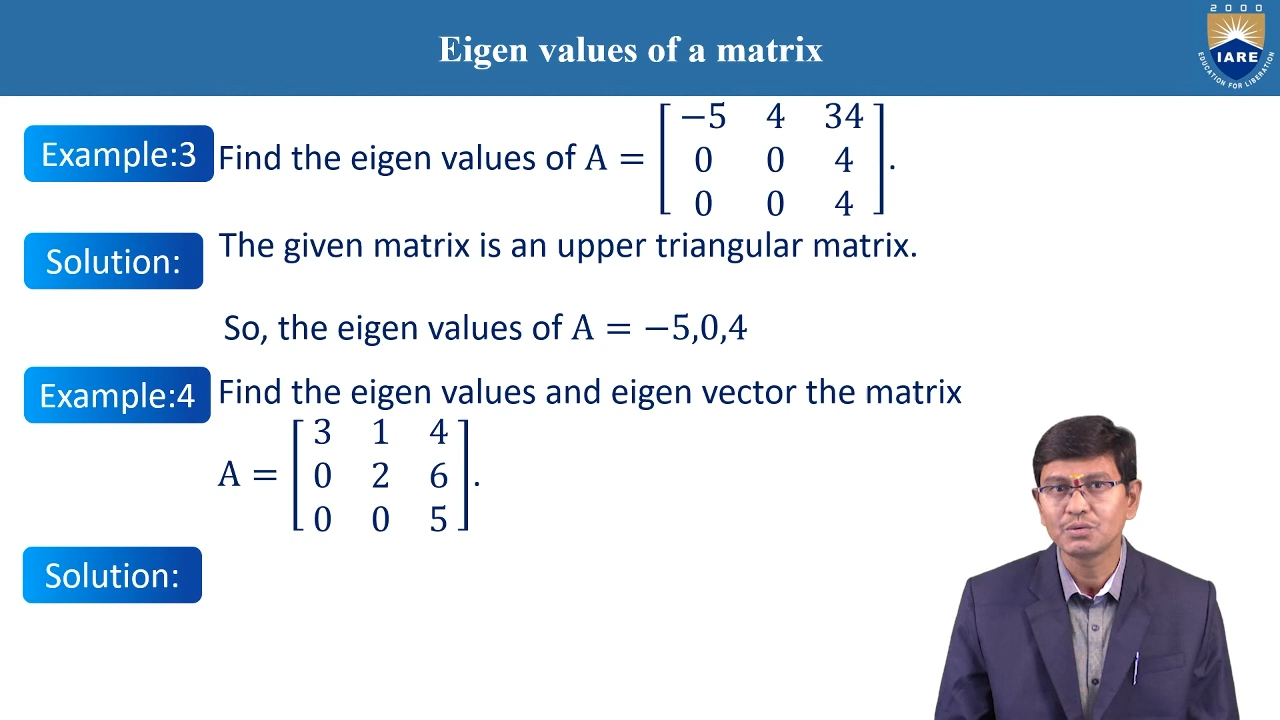 Eigen values of a matrix
2000
IARE
EDUCATION FOR LIBERATION
Example:3 Find the eigen values of A = [−5 4 34
0 0 4
0 0 4].
Solution: The given matrix is an upper triangular matrix.
So, the eigen values of A = −5,0,4
Example:4 Find the eigen values and eigen vector the matrix
A = [3 1 4
0 2 6
0 0 5].
Solution: